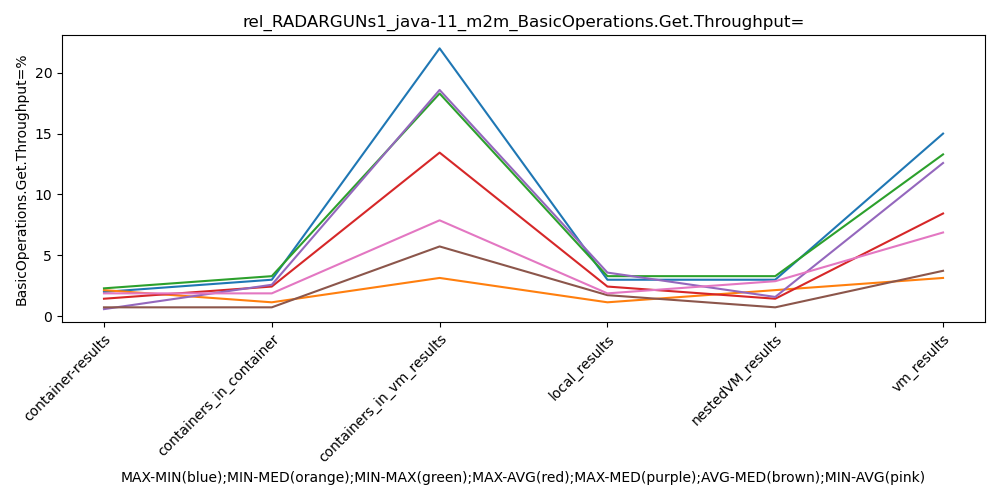 rel_RADARGUNs1_java-11_m2m_BasicOperations.Get.Throughput=
BasicOperations.Get.Throughput=%
20
15
10
5
0
container-results
containers_in_container
containers_in_vm_results
local_results
nestedVM_results
vm_results
MAX-MIN(blue);MIN-MED(orange);MIN-MAX(green);MAX-AVG(red);MAX-MED(purple);AVG-MED(brown);MIN-AVG(pink)